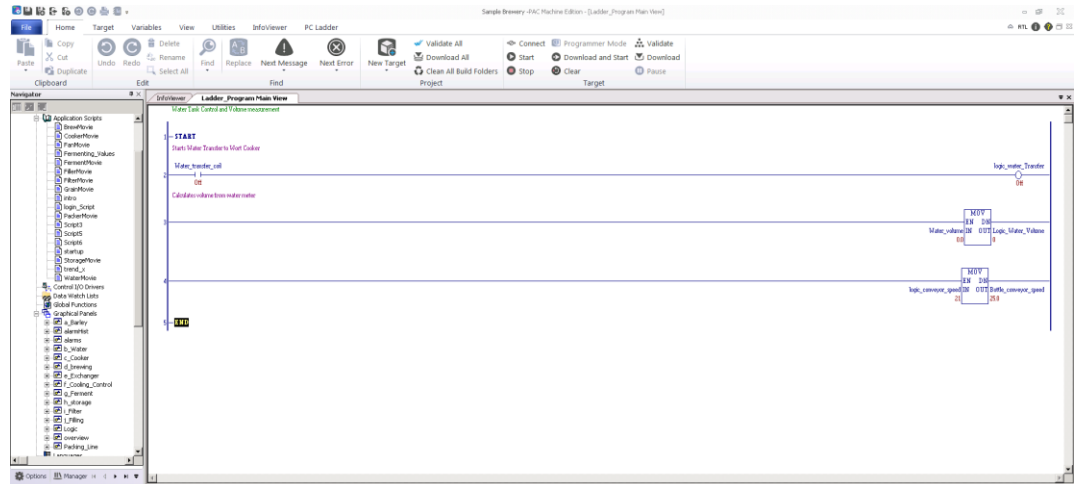 Sample Brewery -PAC Machine Edition - [Ladder_Program Main View]
File Home Target Variables View Utilities InfoViewer PC Ladder RTL
Paste Copy Cut Duplicate
Clipboard
Undo Redo Delete Rename Select All
Edit
Find Replace Next Message Next Error
Find
New Target Validate All Download All Clean All Build Folders
Project
Connect Programmer Mode Validate
Start Download and Start Download
Stop Clear Pause
Target
Navigator
InfoViewer Ladder_Program Main View
Application Scripts
BrewMovie
CookerMovie
FanMovie
Fermenting_Values
FermentMovie
FillerMovie
FilterMovie
GrainMovie
intro
login_Script
PackerMovie
Script3
Script5
Script6
startup
StorageMovie
trend_x
WaterMovie
Control I/O Drivers
Data Watch Lists
Global Functions
Graphical Panels
a_Barley
alarmHist
alarms
b_Water
c_Cooker
d_brewing
e_Exchanger
f_Cooling_Control
g_Ferment
h_storage
i_Filter
j_Filling
Logic
overview
Packing_Line
Languages
Options Manager
Water Tank Control and Volume measurement
1 START
Starts Water Transfer to Wort Cooker
Water_transfer_coil logic_water_Transfer
2
Off Off
Calculates volume from water meter
MOV
3 EN DN
Water_volume IN OUT Logic_Water_Volume
0.0 0
MOV
4 EN DN
logic_conveyor_speed IN OUT Bottle_conveyor_speed
25 25.0
5 END